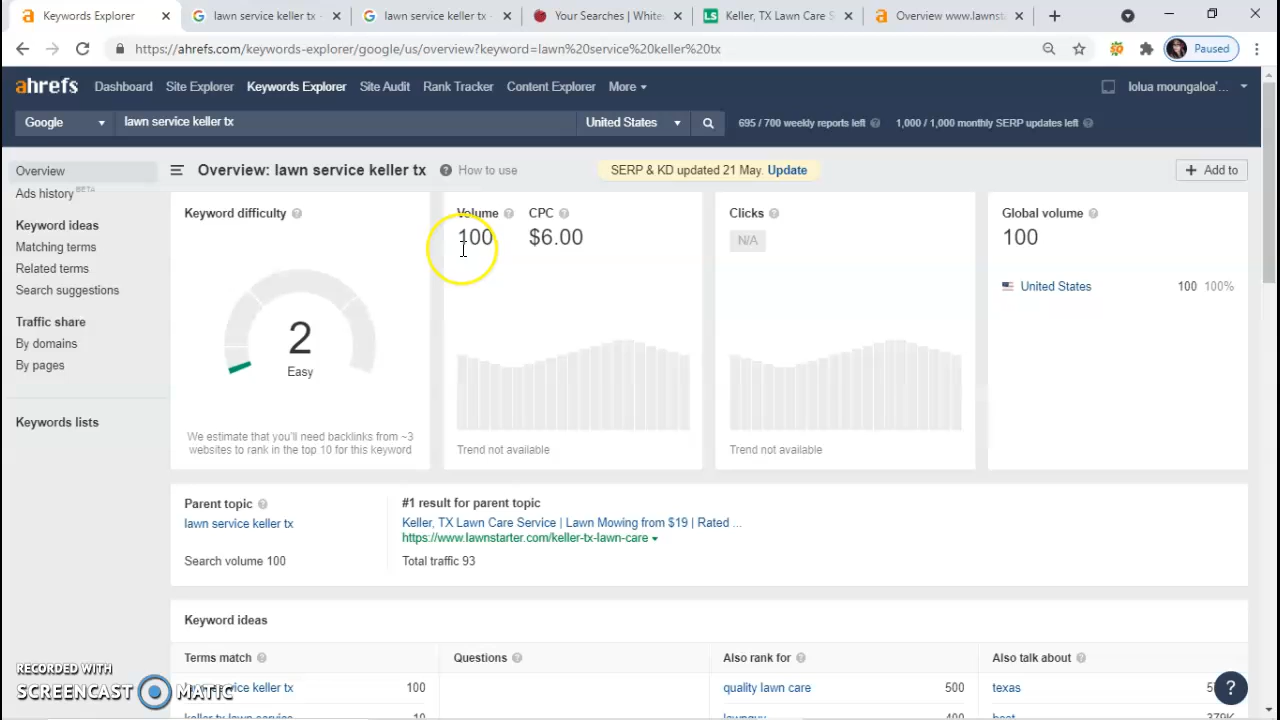 Keywords Explorer
lawn service keller tx -
lawn service keller tx -
Your Searches | White
Keller, TX Lawn Care S
Overview www.lawnsta
https://ahrefs.com/keywords-explorer/google/us/overview?keyword=lawn%20service%20keller%20tx
Paused
ahrefs
Dashboard
Site Explorer
Keywords Explorer
Site Audit
Rank Tracker
Content Explorer
More
lolua moungaloa'...
Google
lawn service keller tx
United States
695 / 700 weekly reports left
1,000 / 1,000 monthly SERP updates left
Overview
Ads history BETA
Keyword ideas
Matching terms
Related terms
Search suggestions
Traffic share
By domains
By pages
Keywords lists
Overview: lawn service keller tx
How to use
SERP & KD updated 21 May. Update
Add to
Keyword difficulty
2
Easy
We estimate that you'll need backlinks from ~3
websites to rank in the top 10 for this keyword
Volume
CPC
100
$6.00
Trend not available
Clicks
N/A
Trend not available
Global volume
100
United States
100 100%
Parent topic
lawn service keller tx
Search volume 100
#1 result for parent topic
Keller, TX Lawn Care Service | Lawn Mowing from $19 | Rated ...
https://www.lawnstarter.com/keller-tx-lawn-care
Total traffic 93
Keyword ideas
Terms match
Questions
Also rank for
Also talk about
service keller tx
100
quality lawn care
500
texas
RECORDED WITH
SCREENCAST MATIC
?